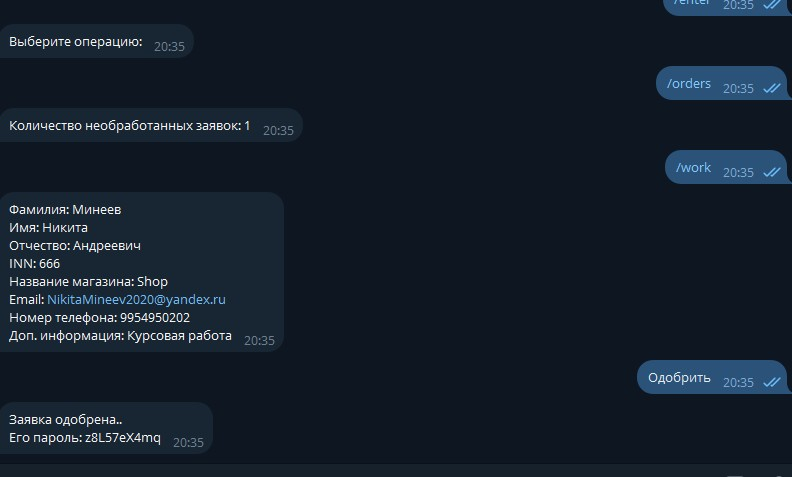 /enter 20:35
Выберите операцию: 20:35
/orders 20:35
Количество необработанных заявок: 1 20:35
/work 20:35
Фамилия: Минеев
Имя: Никита
Отчество: Андреевич
INN: 666
Название магазина: Shop
Email: NikitaMineev2020@yandex.ru
Номер телефона: 9954950202
Доп. информация: Курсовая работа 20:35
Одобрить 20:35
Заявка одобрена..
Его пароль: z8L57eX4mq 20:35